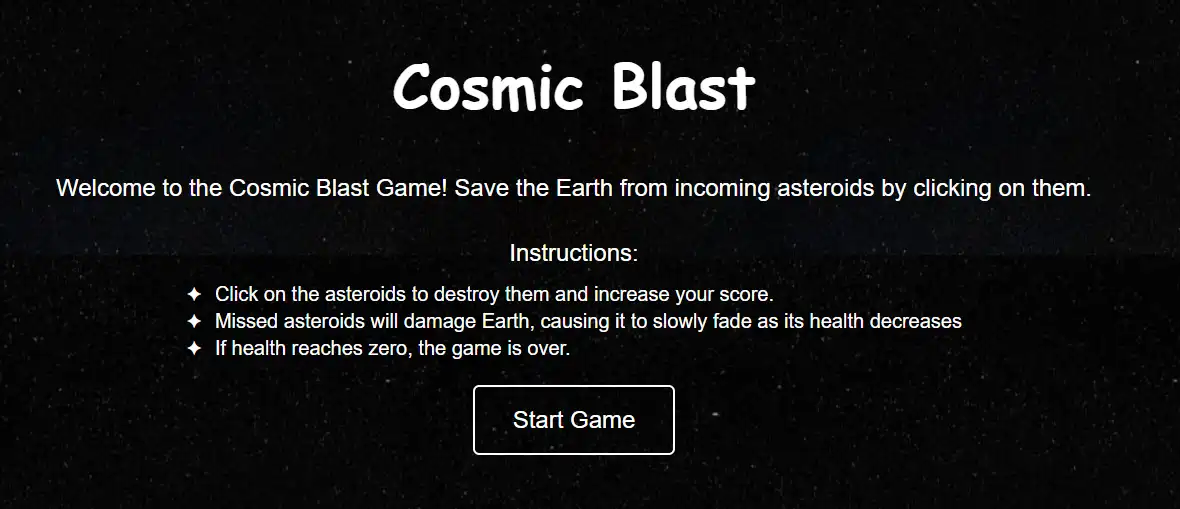 Cosmic Blast
Welcome to the Cosmic Blast Game! Save the Earth from incoming asteroids by clicking on them.
Instructions:
✦ Click on the asteroids to destroy them and increase your score.
✦ Missed asteroids will damage Earth, causing it to slowly fade as its health decreases
✦ If health reaches zero, the game is over.
Start Game